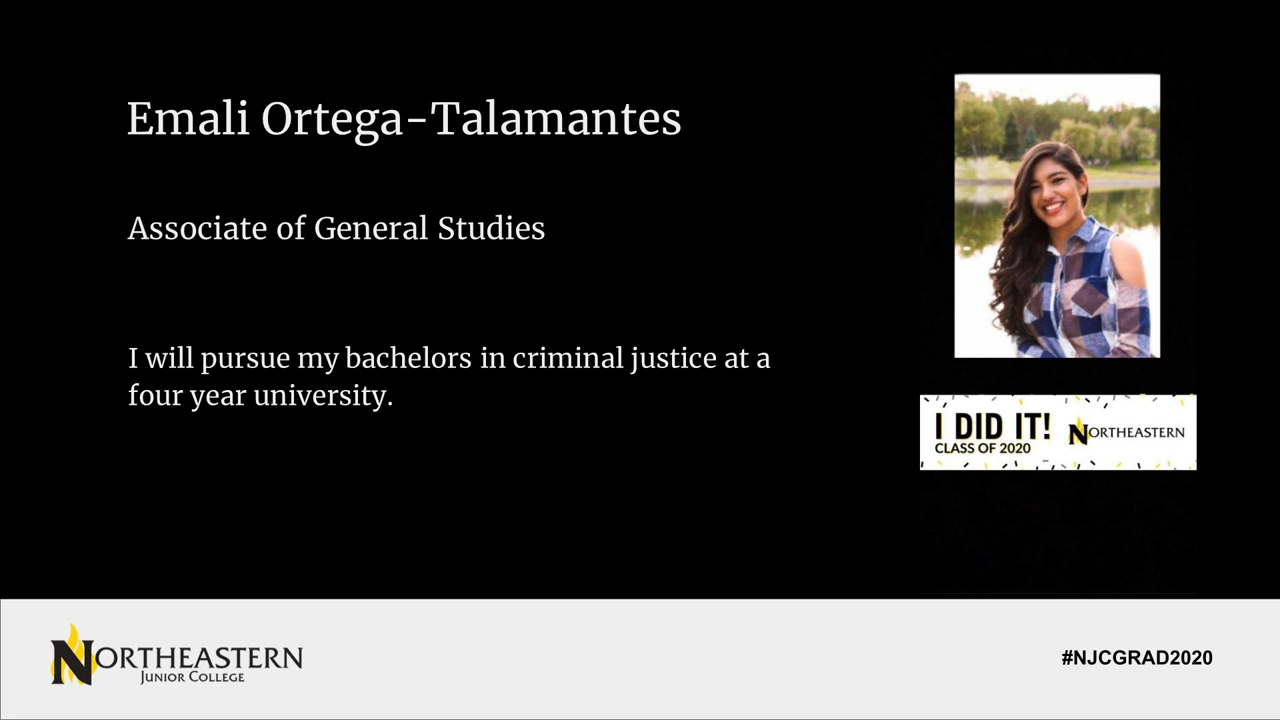 Emali Ortega-Talamantes
Associate of General Studies
I will pursue my bachelors in criminal justice at a
four year university.
I DID IT!
CLASS OF 2020
NORTHEASTERN
NORTHEASTERN
JUNIOR COLLEGE
#NJCGRAD2020